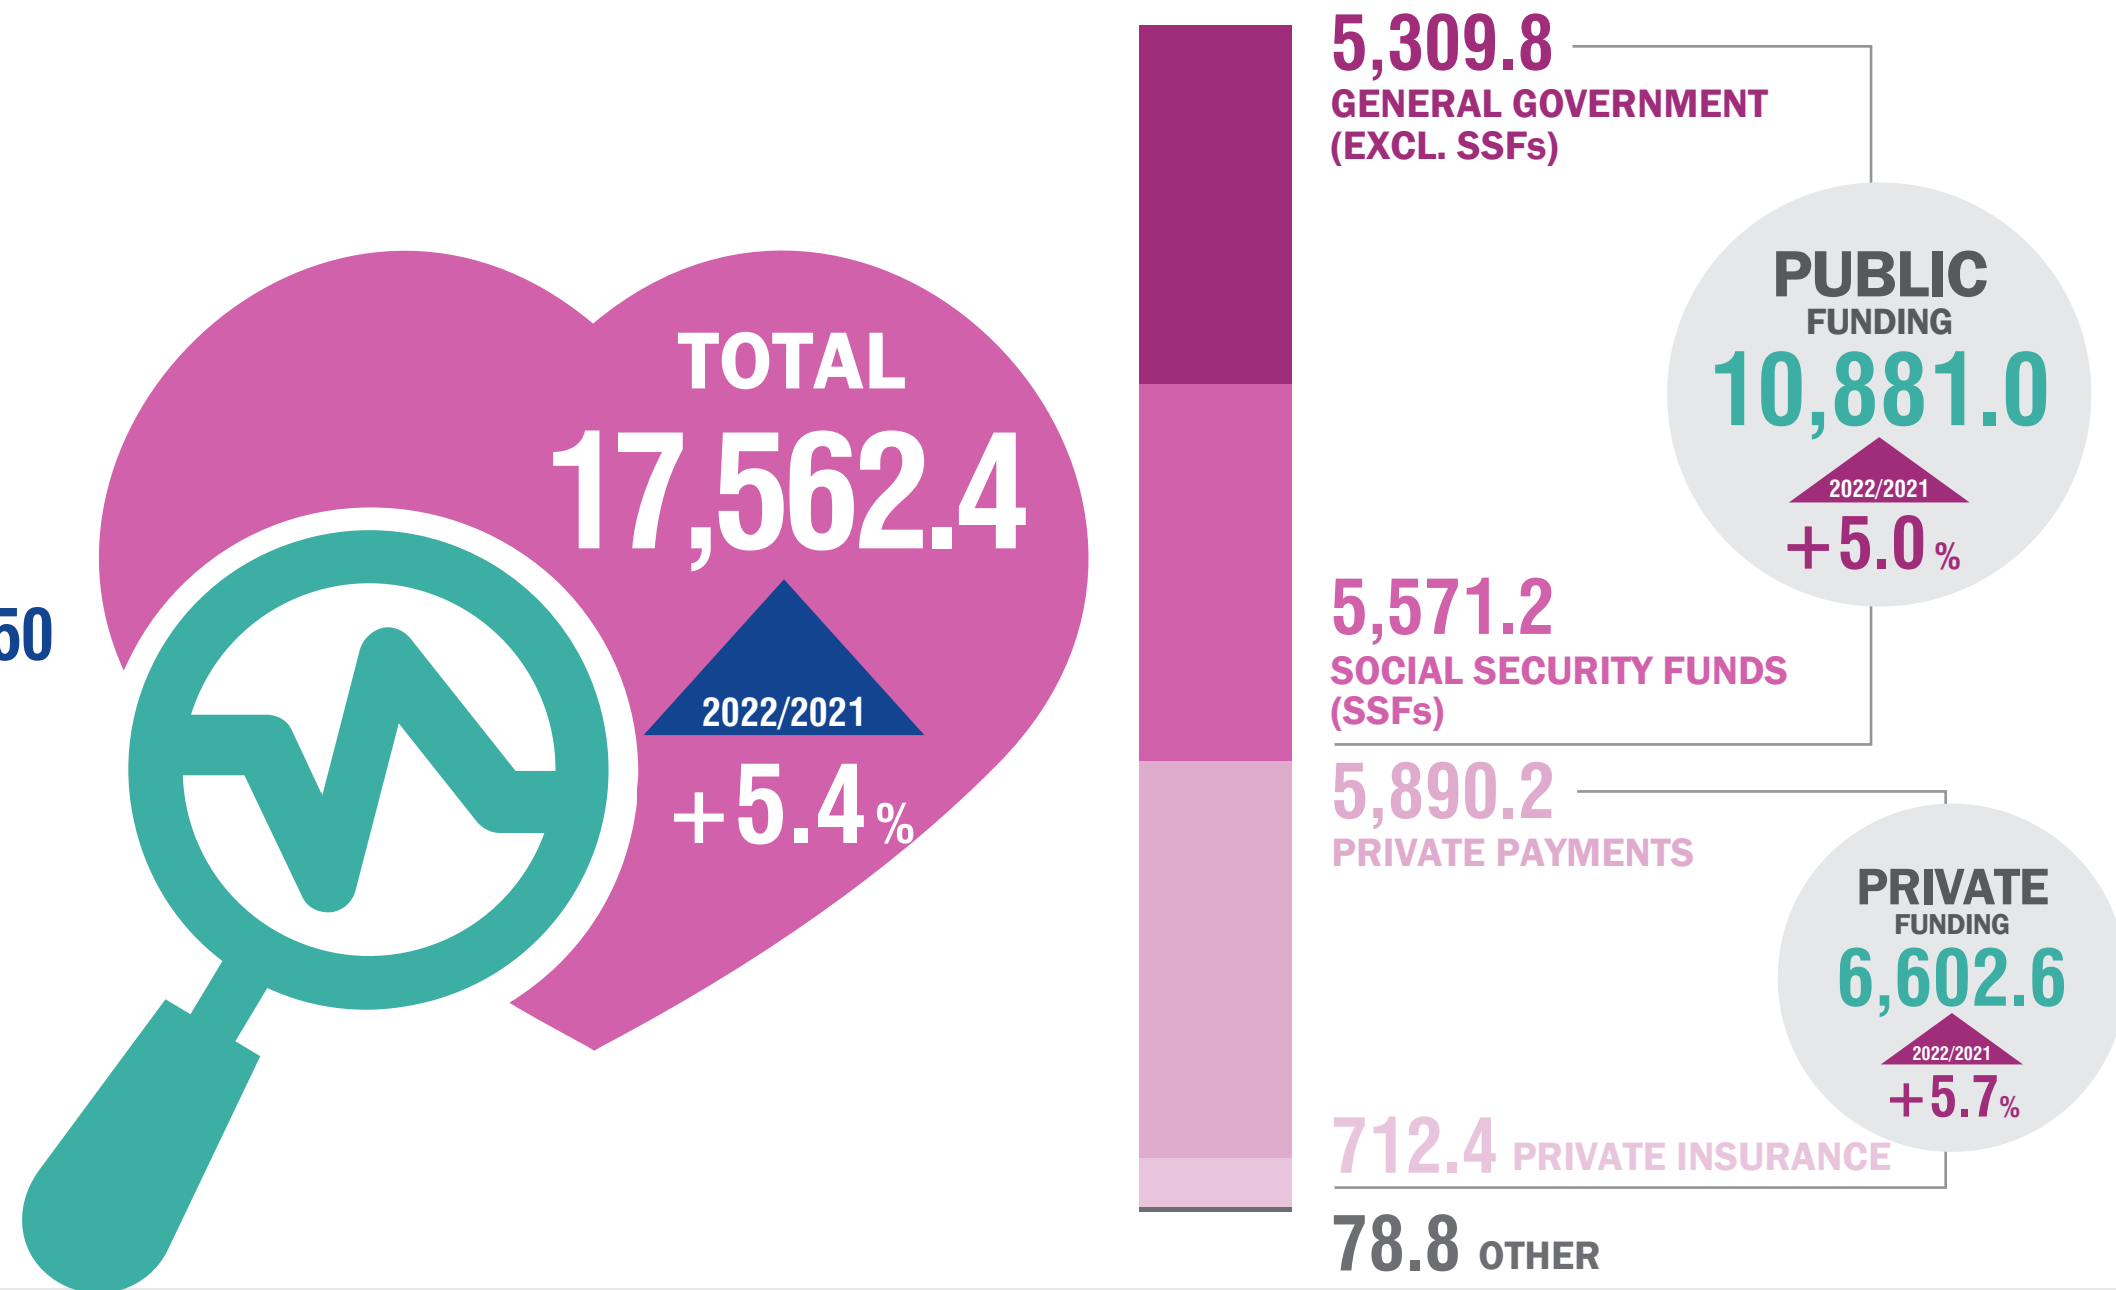 50
TOTAL
17,562.4
2022/2021
+5.4%
5,309.8
GENERAL GOVERNMENT
(EXCL. SSFs)
PUBLIC
FUNDING
10,881.0
2022/2021
+5.0%
5,571.2
SOCIAL SECURITY FUNDS
(SSFs)
5,890.2
PRIVATE PAYMENTS
PRIVATE
FUNDING
6,602.6
2022/2021
+5.7%
712.4 PRIVATE INSURANCE
78.8 OTHER